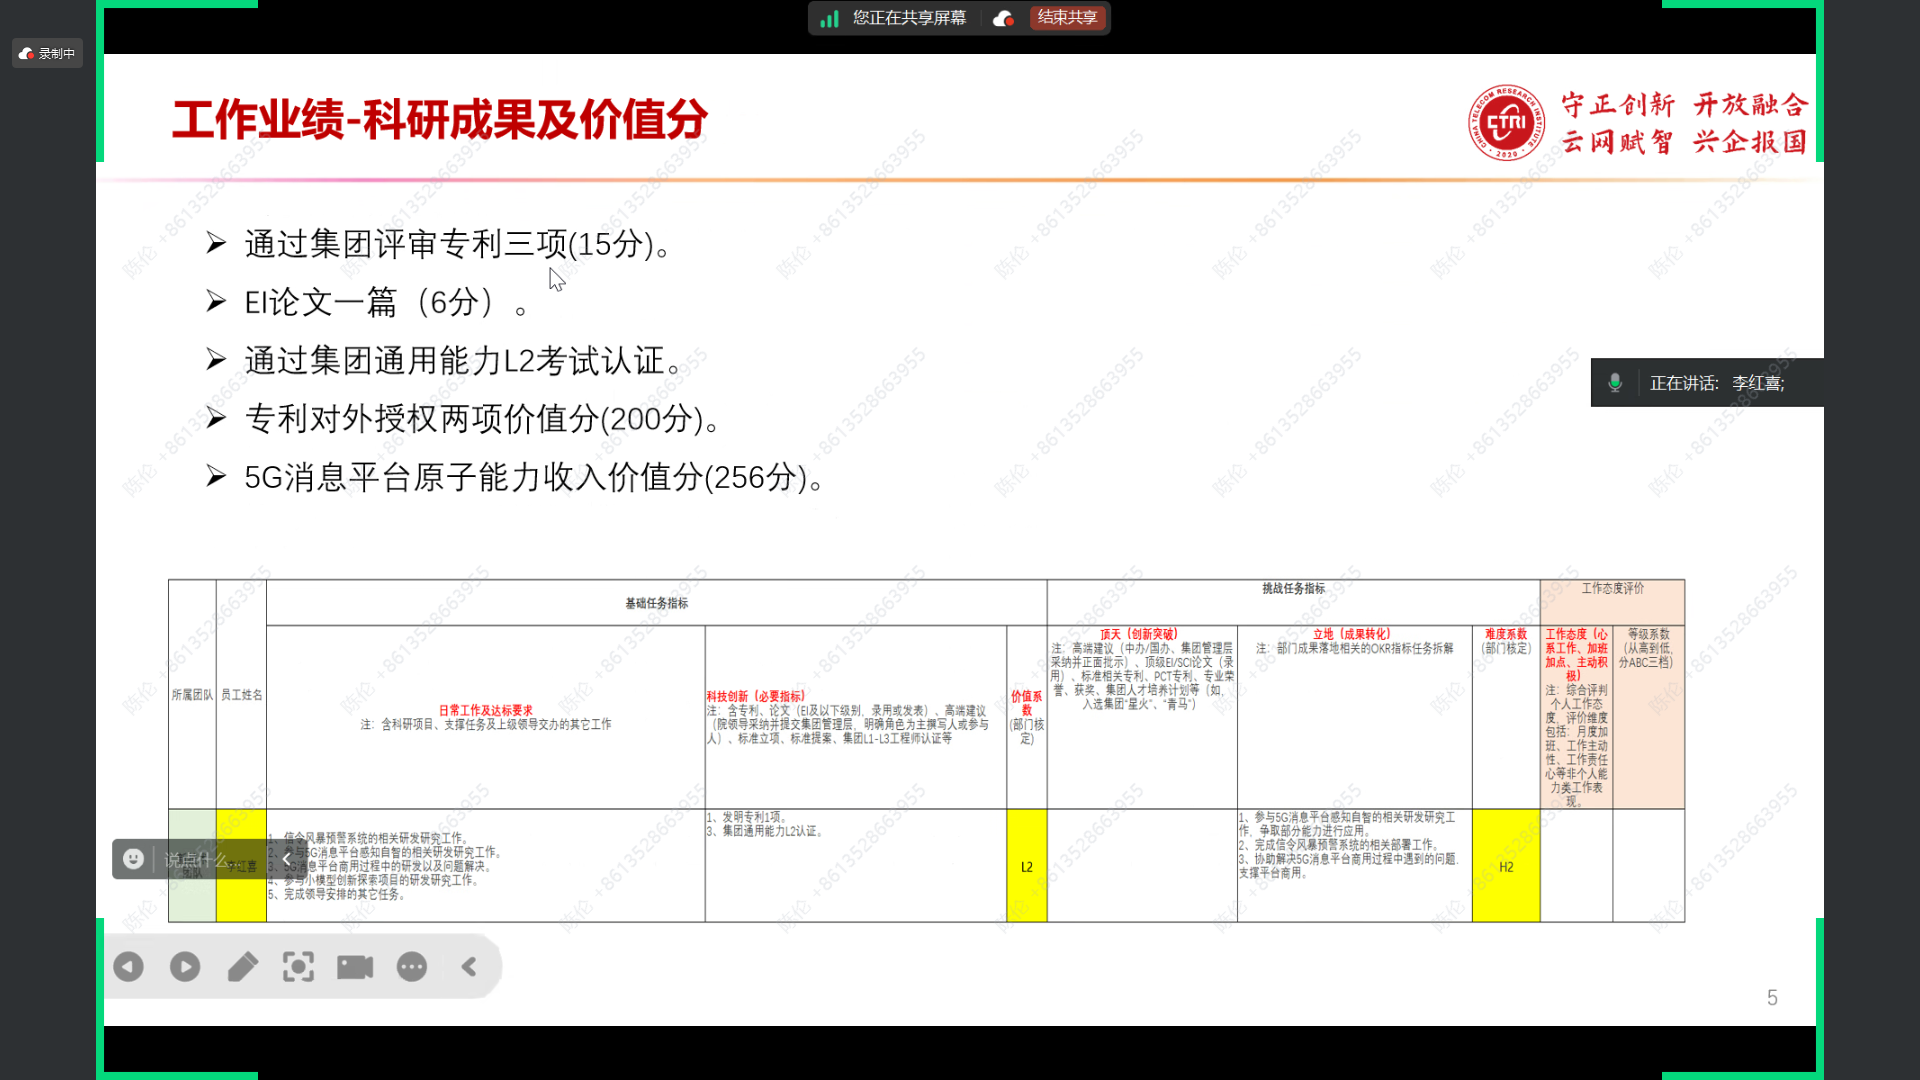 您正在共享屏幕
结束共享
录制中
工作业绩-科研成果及价值分
CHINA TELECOM RESEARCH INSTITUTE
CTRI
2020
守正创新 开放融合
云网赋智 兴企报国
➢ 通过集团评审专利三项(15分)。
➢ EI论文一篇（6分）。
➢ 通过集团通用能力L2考试认证。
正在讲话: 李红喜;
➢ 专利对外授权两项价值分(200分)。
➢ 5G消息平台原子能力收入价值分(256分)。
所属团队
员工姓名
基础任务指标
挑战任务指标
工作态度评价
日常工作及达标要求
注：含科研项目、支撑任务及上级领导交办的其它工作
科技创新（必要指标）
注：含专利、论文（EI及以下级别，录用或发表）、高端建议
（院领导采纳并提交集团管理层，明确角色为主撰写人或参与
人）、标准立项、标准提案、集团L1-L3工程师认证等
价值系
数
(部门核
定)
顶天（创新突破）
注：高端建议（中办/国办、集团管理层
采纳并正面批示）、顶级EI/SCI论文（录
用）、标准相关专利、PCT专利、专业荣
誉、获奖、集团人才培养计划等（如，
入选集团“星火”、“青马”）
立地（成果转化）
注：部门成果落地相关的OKR指标任务拆解
难度系数
(部门核定)
工作态度（心
系工作、加班
加点、主动积
极）
注：综合评判
个人工作态
度，评价维度
包括：月度加
班、工作主动
性、工作责任
心等非个人能
力类工作表
现。
等级系数
（从高到低，
分ABC三档）
团队
李红喜
1、信令风暴预警系统的相关研发研究工作。
2、参与5G消息平台感知自智的相关研发研究工作。
3、5G消息平台商用过程中的研发以及问题解决。
4、参与小模型创新探索项目的研发研究工作。
5、完成领导安排的其它任务。
1、发明专利1项。
3、集团通用能力L2认证。
L2
1、参与5G消息平台感知自智的相关研发研究工
作，争取部分能力进行应用。
2、完成信令风暴预警系统的相关部署工作。
3、协助解决5G消息平台商用过程中遇到的问题，
支撑平台商用。
H2
说点什么...
5
陈伦 +8613528663955